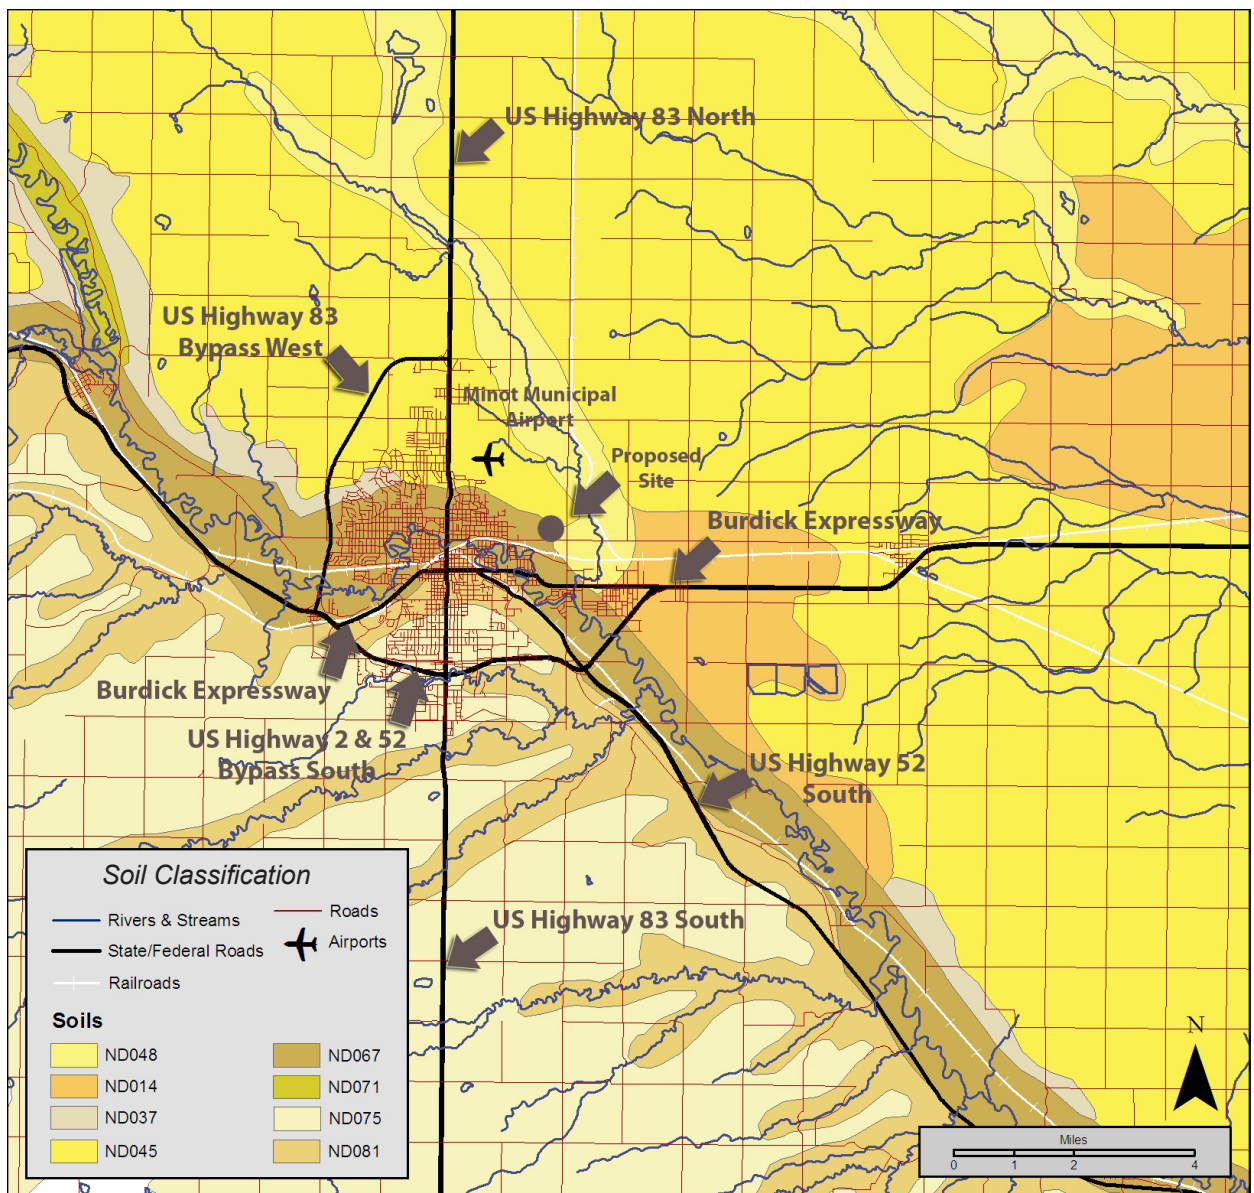 US Highway 83 North
US Highway 83
Bypass West
Minot Municipal
Airport
Proposed
Site
Burdick Expressway
Burdick Expressway
US Highway 2 & 52
Bypass South
US Highway 52
South
US Highway 83 South
Soil Classification
Rivers & Streams
Roads
State/Federal Roads
Airports
Railroads
Soils
ND048
ND067
ND014
ND071
ND037
ND075
ND045
ND081
N
Miles
0 1 2 4